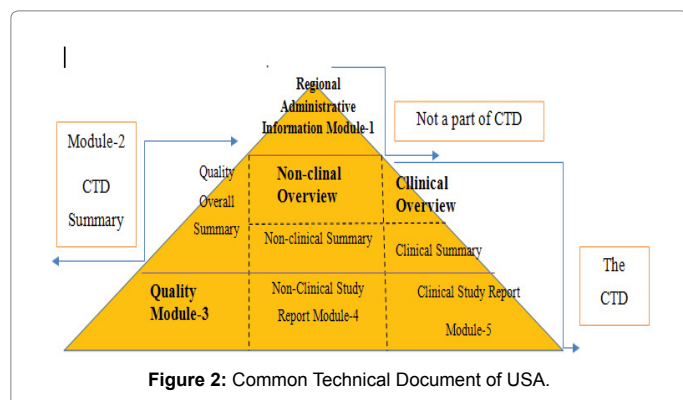 Regional
Administrative
Information Module-1
Not a part of CTD
Module-2
CTD
Summary
Quality
Overall
Summary
Non-clinal
Overview
Cllinical
Overview
Non-clinical Summary
Clinical Summary
The
CTD
Quality
Module-3
Non-Clinical Study
Report Module-4
Clinical Study Report
Module-5
Figure 2: Common Technical Document of USA.